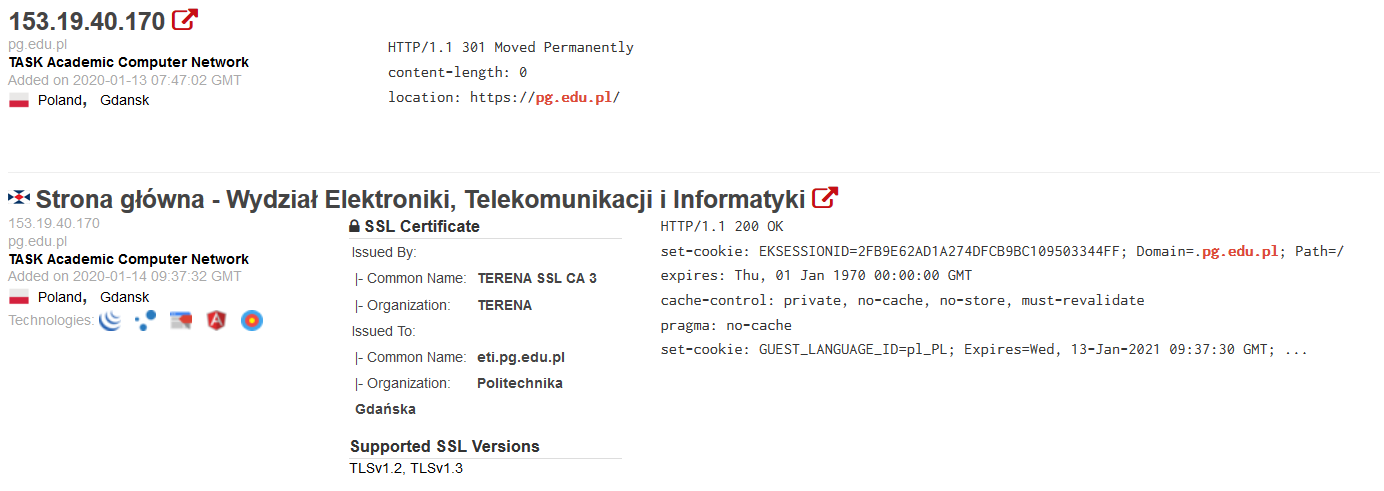 153.19.40.170
pg.edu.pl
TASK Academic Computer Network
Added on 2020-01-13 07:47:02 GMT
Poland, Gdansk
HTTP/1.1 301 Moved Permanently
content-length: 0
location: https://pg.edu.pl/
Strona główna - Wydział Elektroniki, Telekomunikacji i Informatyki
153.19.40.170
pg.edu.pl
TASK Academic Computer Network
Added on 2020-01-14 09:37:32 GMT
Poland, Gdansk
Technologies:
SSL Certificate
Issued By:
|- Common Name: TERENA SSL CA 3
|- Organization: TERENA
Issued To:
|- Common Name: eti.pg.edu.pl
|- Organization: Politechnika
Gdańska
Supported SSL Versions
TLSv1.2, TLSv1.3
HTTP/1.1 200 OK
set-cookie: EKSESSIONID=2FB9E62AD1A274DFCB9BC109503344FF; Domain=.pg.edu.pl; Path=/
expires: Thu, 01 Jan 1970 00:00:00 GMT
cache-control: private, no-cache, no-store, must-revalidate
pragma: no-cache
set-cookie: GUEST_LANGUAGE_ID=pl_PL; Expires=Wed, 13-Jan-2021 09:37:30 GMT; ...